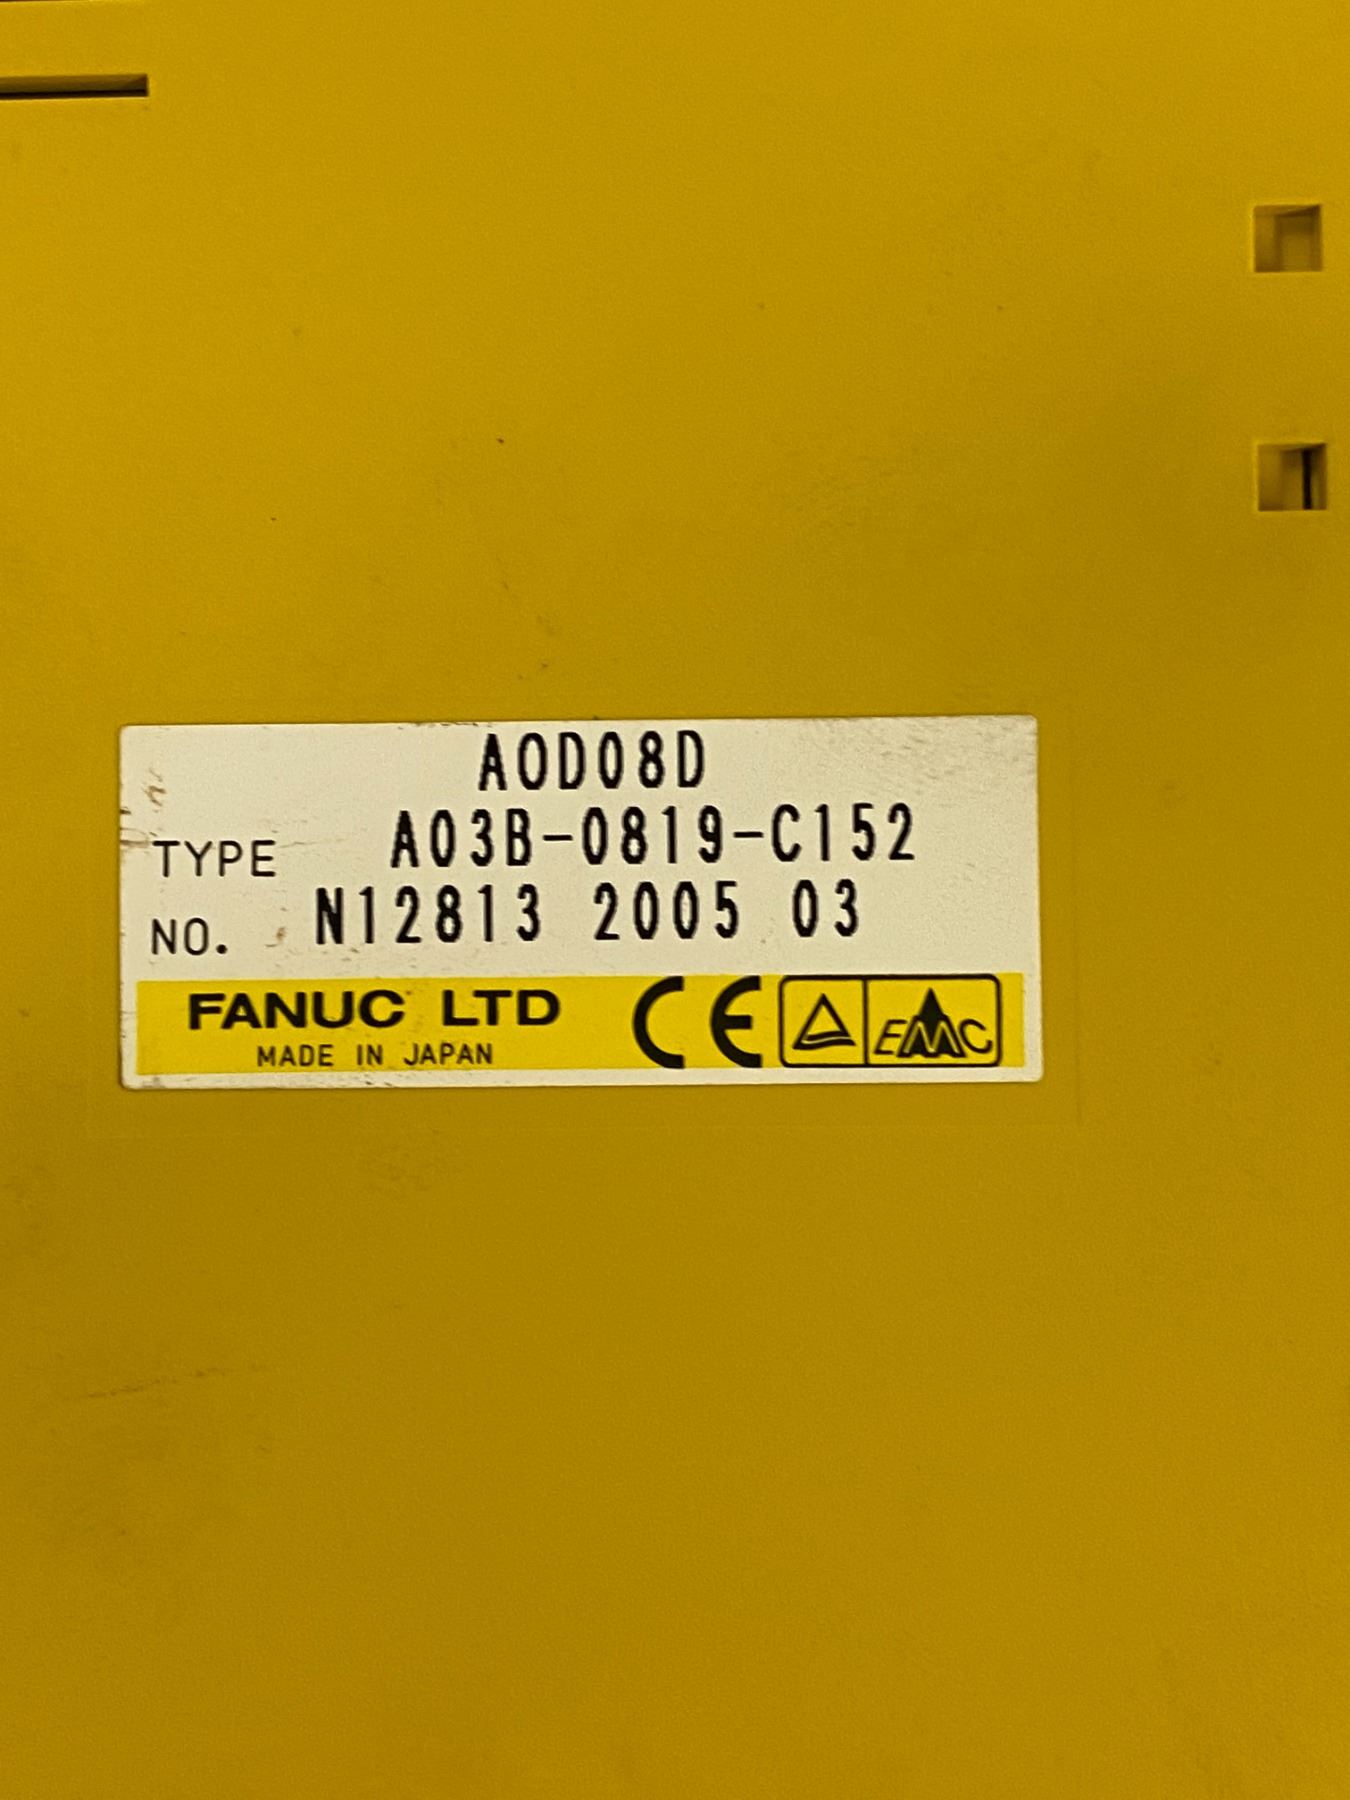 AOD08D
TYPE A03B-0819-C152
NO. N12813 2005 03
FANUC LTD CE EMC
MADE IN JAPAN